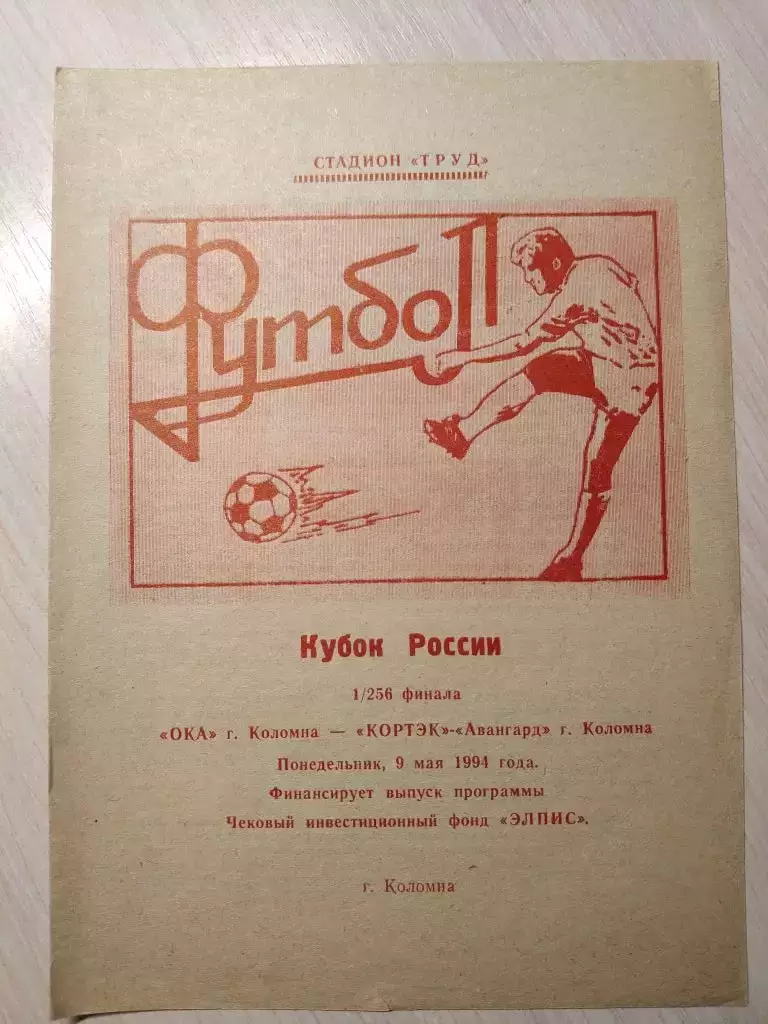 СТАДИОН «ТРУД»
Футбол
Кубок России
1/256 финала
«ОКА» г. Коломна — «КОРТЭК»-«Авангард» г. Коломна
Понедельник, 9 мая 1994 года.
Финансирует выпуск программы
Чековый инвестиционный фонд «ЭЛПИС».
г. Коломна